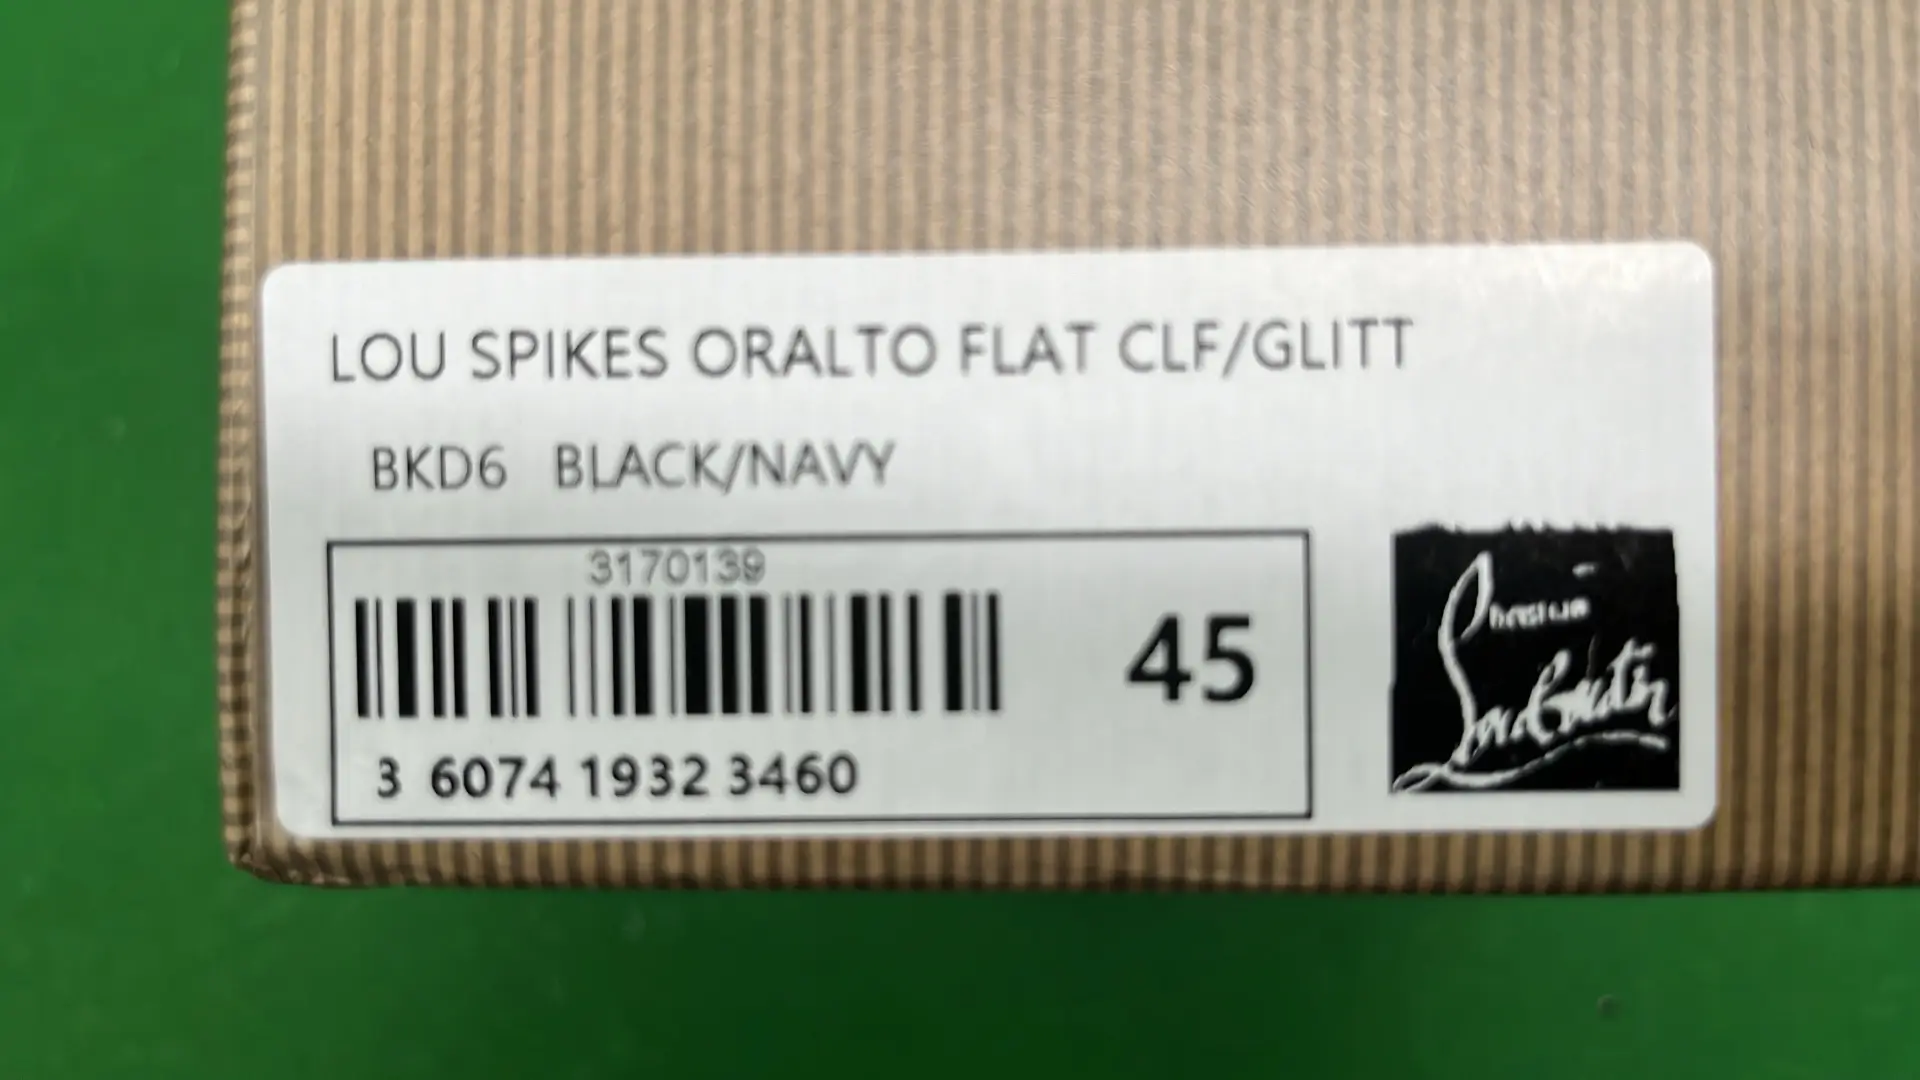 LOU SPIKES ORALTO FLAT CLF/GLITT
BKD6 BLACK/NAVY
3170139
45
3 6074 1932 3460
Christian
Louboutin